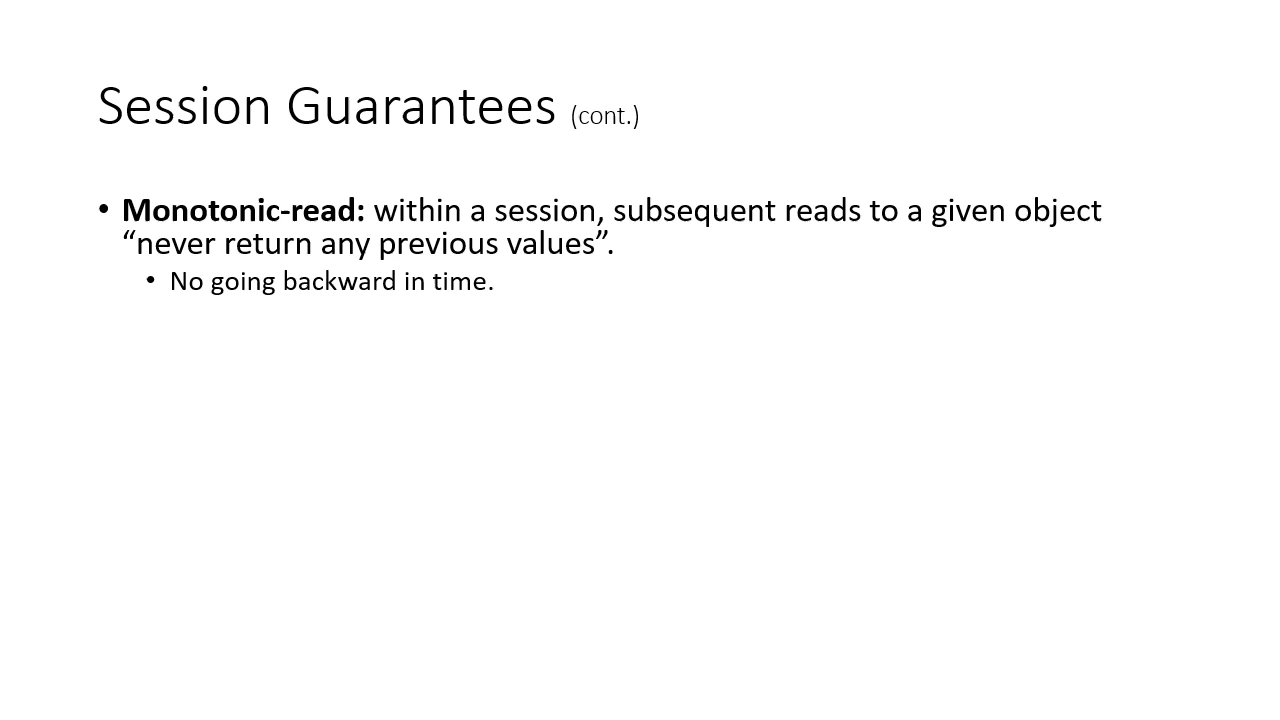 Session Guarantees (cont.)
• Monotonic-read: within a session, subsequent reads to a given object
“never return any previous values”.
• No going backward in time.